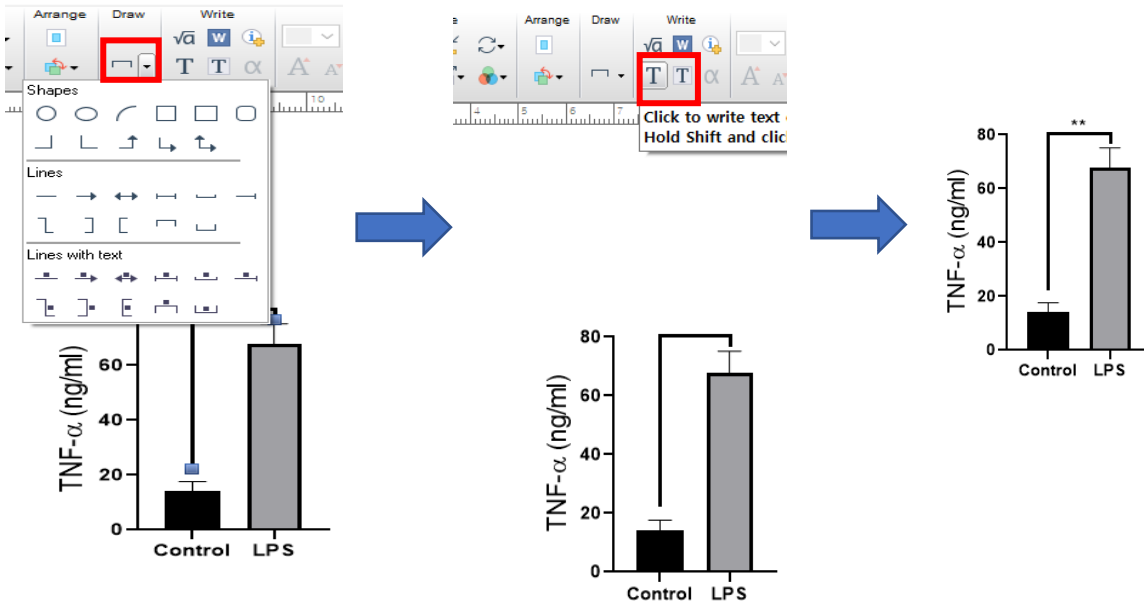 Arrange Draw Write
√a W i
T T α A A
10
Shapes
Lines
Lines with text
60
40
20
0
TNF-α (ng/ml)
Control LPS
Arrange Draw Write
√a W i
T T α A A
4 5 6 7
Click to write text
Hold Shift and clic
80
60
40
20
0
TNF-α (ng/ml)
Control LPS
**
80
60
40
20
0
TNF-α (ng/ml)
Control LPS